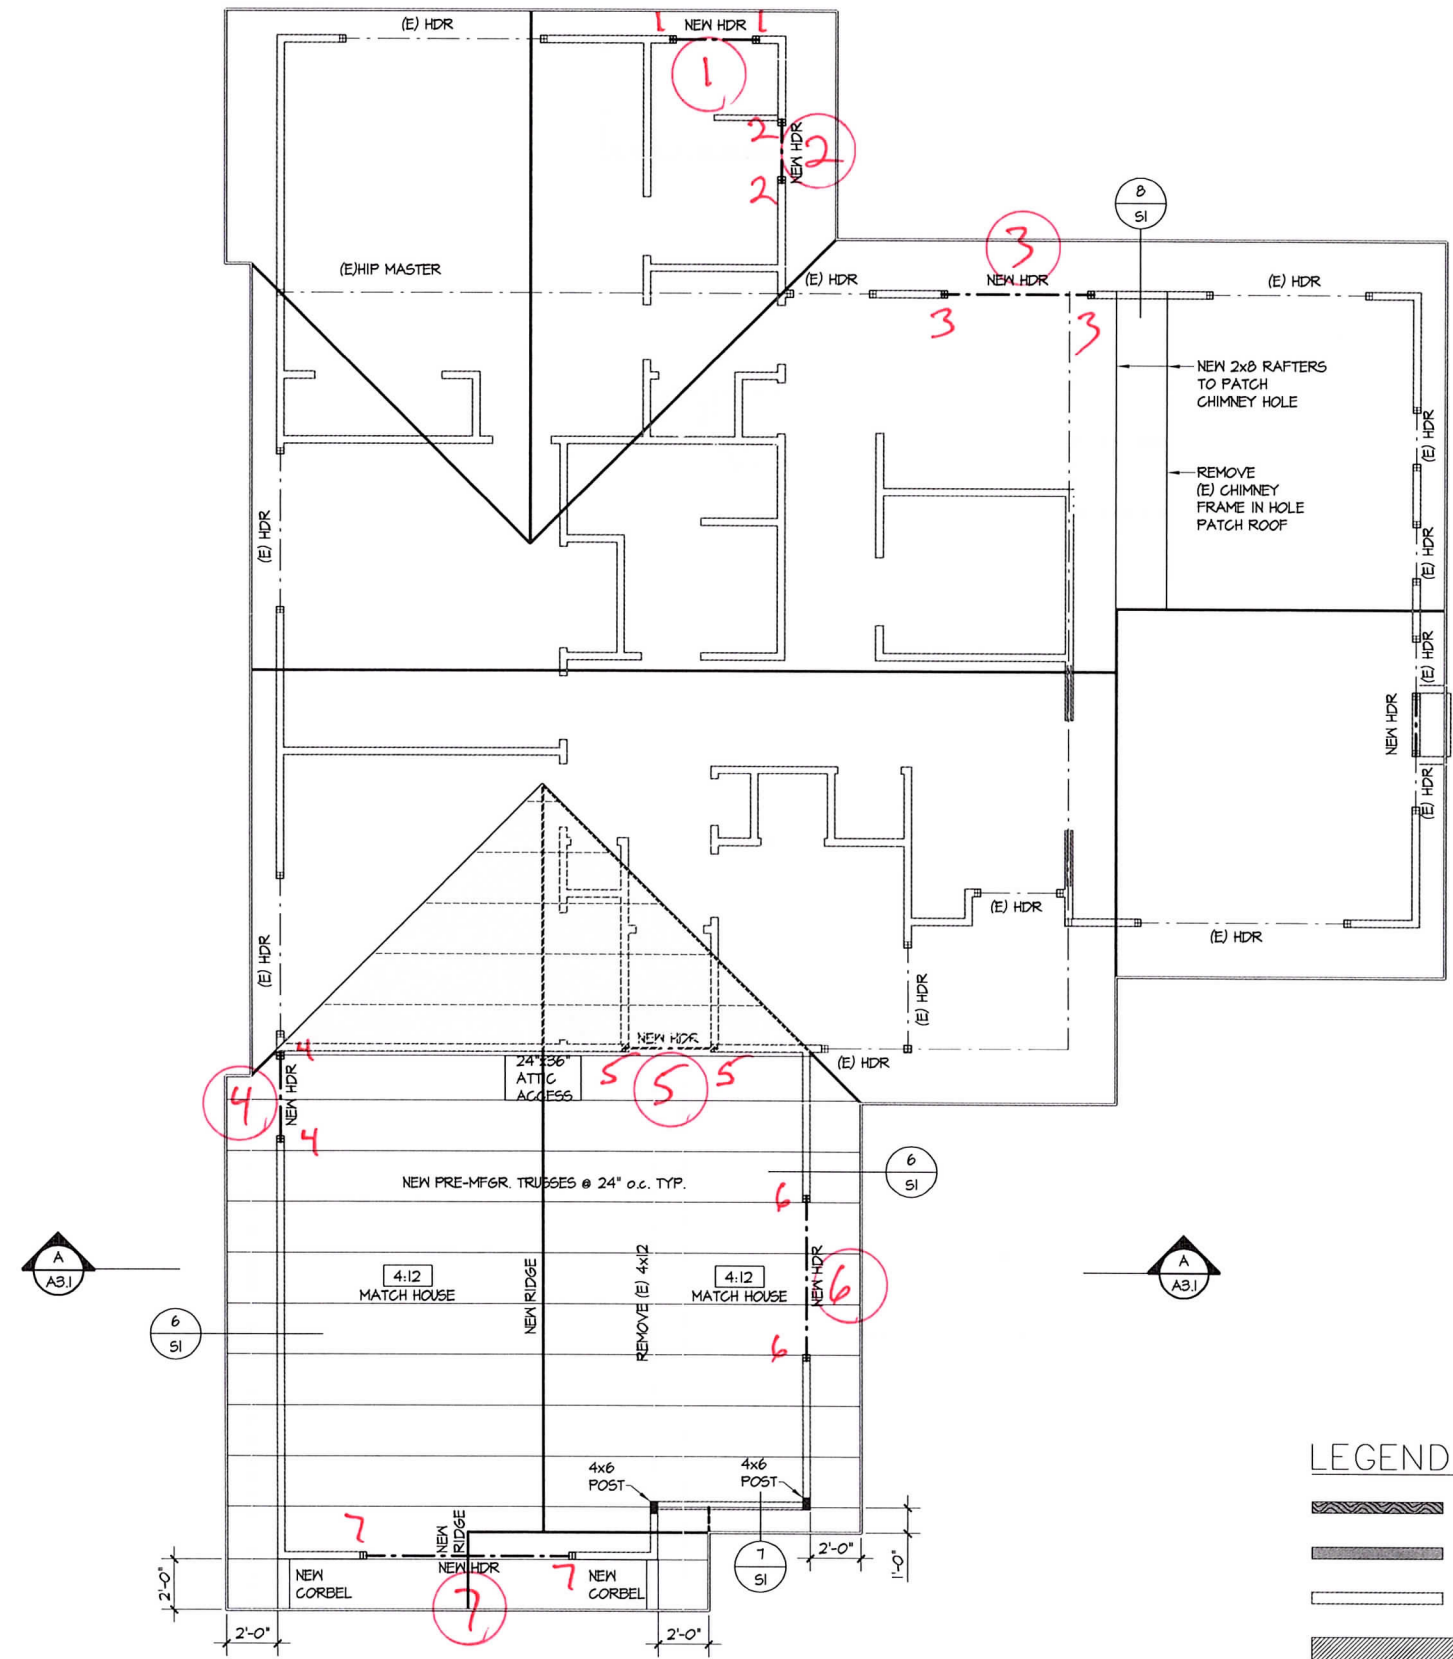 (E) HDR
1
NEW HDR
1
1
2
NEW HDR
2
2
8
S1
3
(E)HIP MASTER
(E) HDR
NEW HDR
(E) HDR
3
3
NEW 2x8 RAFTERS
TO PATCH
CHIMNEY HOLE
(E) HDR
REMOVE
(E) CHIMNEY
FRAME IN HOLE
PATCH ROOF
(E) HDR
(E) HDR
(E) HDR
NEW HDR
(E) HDR
(E) HDR
(E) HDR
(E) HDR
(E) HDR
NEW HDR
(E) HDR
4
24"x36"
ATTIC
ACCESS
5
5
5
4
NEW HDR
4
NEW PRE-MFGR. TRUSSES @ 24" o.c. TYP.
6
S1
6
A
A3.1
4:12
MATCH HOUSE
NEW RIDGE
REMOVE (E) 4x12
4:12
MATCH HOUSE
NEW HDR
6
A
A3.1
6
S1
6
4x6
POST
4x6
POST
LEGEND
7
NEW
RIDGE
NEW HDR
7
7
NEW
CORBEL
NEW
CORBEL
7
S1
2'-0"
1'-0"
2'-0"
2'-0"
2'-0"